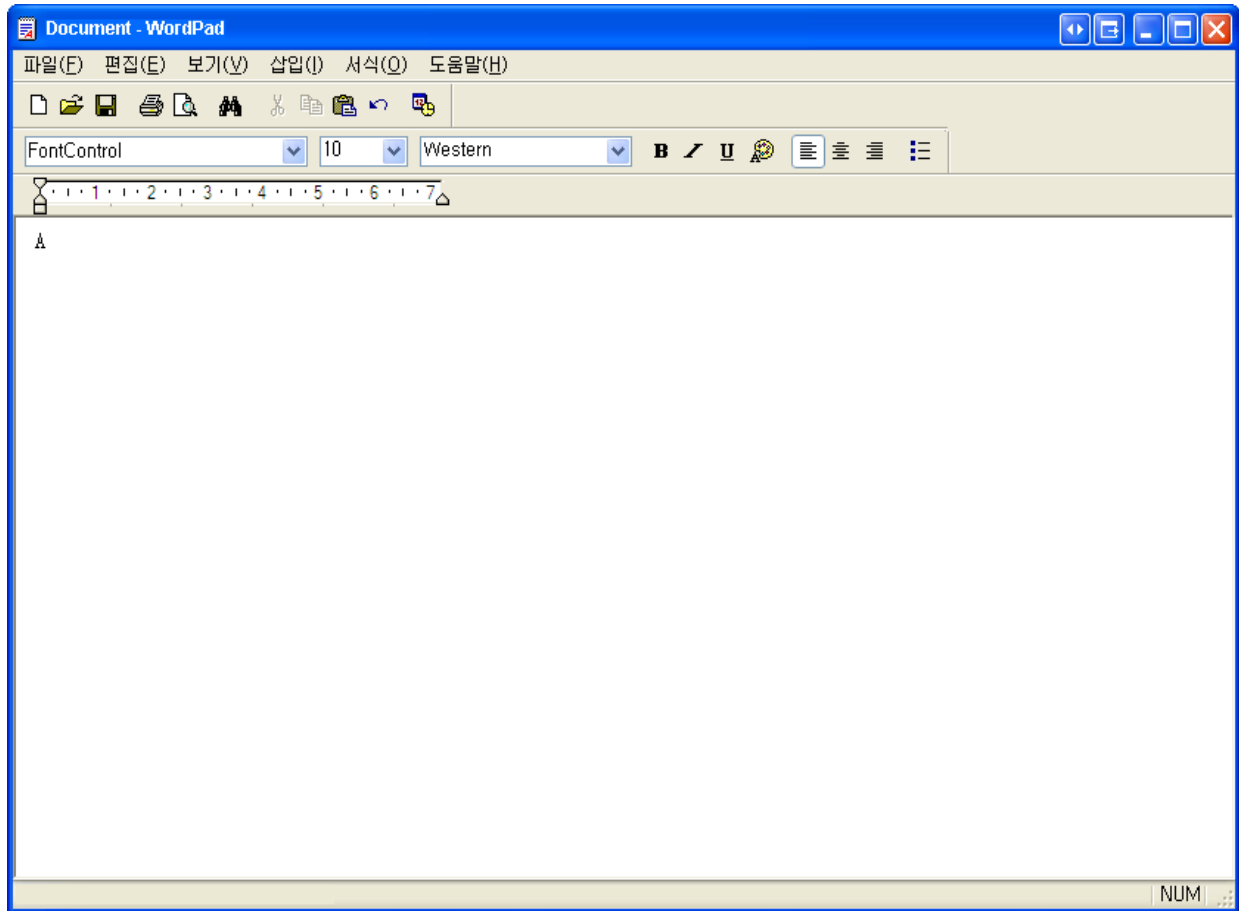 Document - WordPad
파일(F) 편집(E) 보기(V) 삽입(I) 서식(O) 도움말(H)
FontControl 10 Western B I U
1 2 3 4 5 6 7
A
NUM